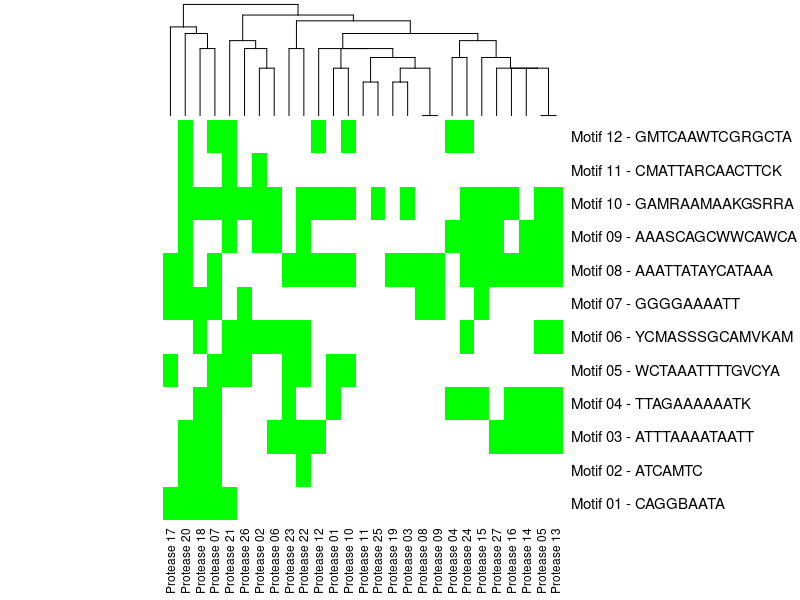 Motif 12 - GMTCAAWTCGRGCTA
Motif 11 - CMATTARCAACTTCK
Motif 10 - GAMRAAMAAKGSRRA
Motif 09 - AAASCAGCWWCAWCA
Motif 08 - AAATTATAYCATAAA
Motif 07 - GGGGAAAATT
Motif 06 - YCMASSSGCAMVKAM
Motif 05 - WCTAAATTTTGVCYA
Motif 04 - TTAGAAAAAATK
Motif 03 - ATTTAAAATAATT
Motif 02 - ATCAMTC
Motif 01 - CAGGBAATA
Protease 17
Protease 20
Protease 18
Protease 07
Protease 21
Protease 26
Protease 02
Protease 06
Protease 23
Protease 22
Protease 12
Protease 01
Protease 10
Protease 11
Protease 25
Protease 19
Protease 03
Protease 08
Protease 09
Protease 04
Protease 24
Protease 15
Protease 27
Protease 16
Protease 14
Protease 05
Protease 13